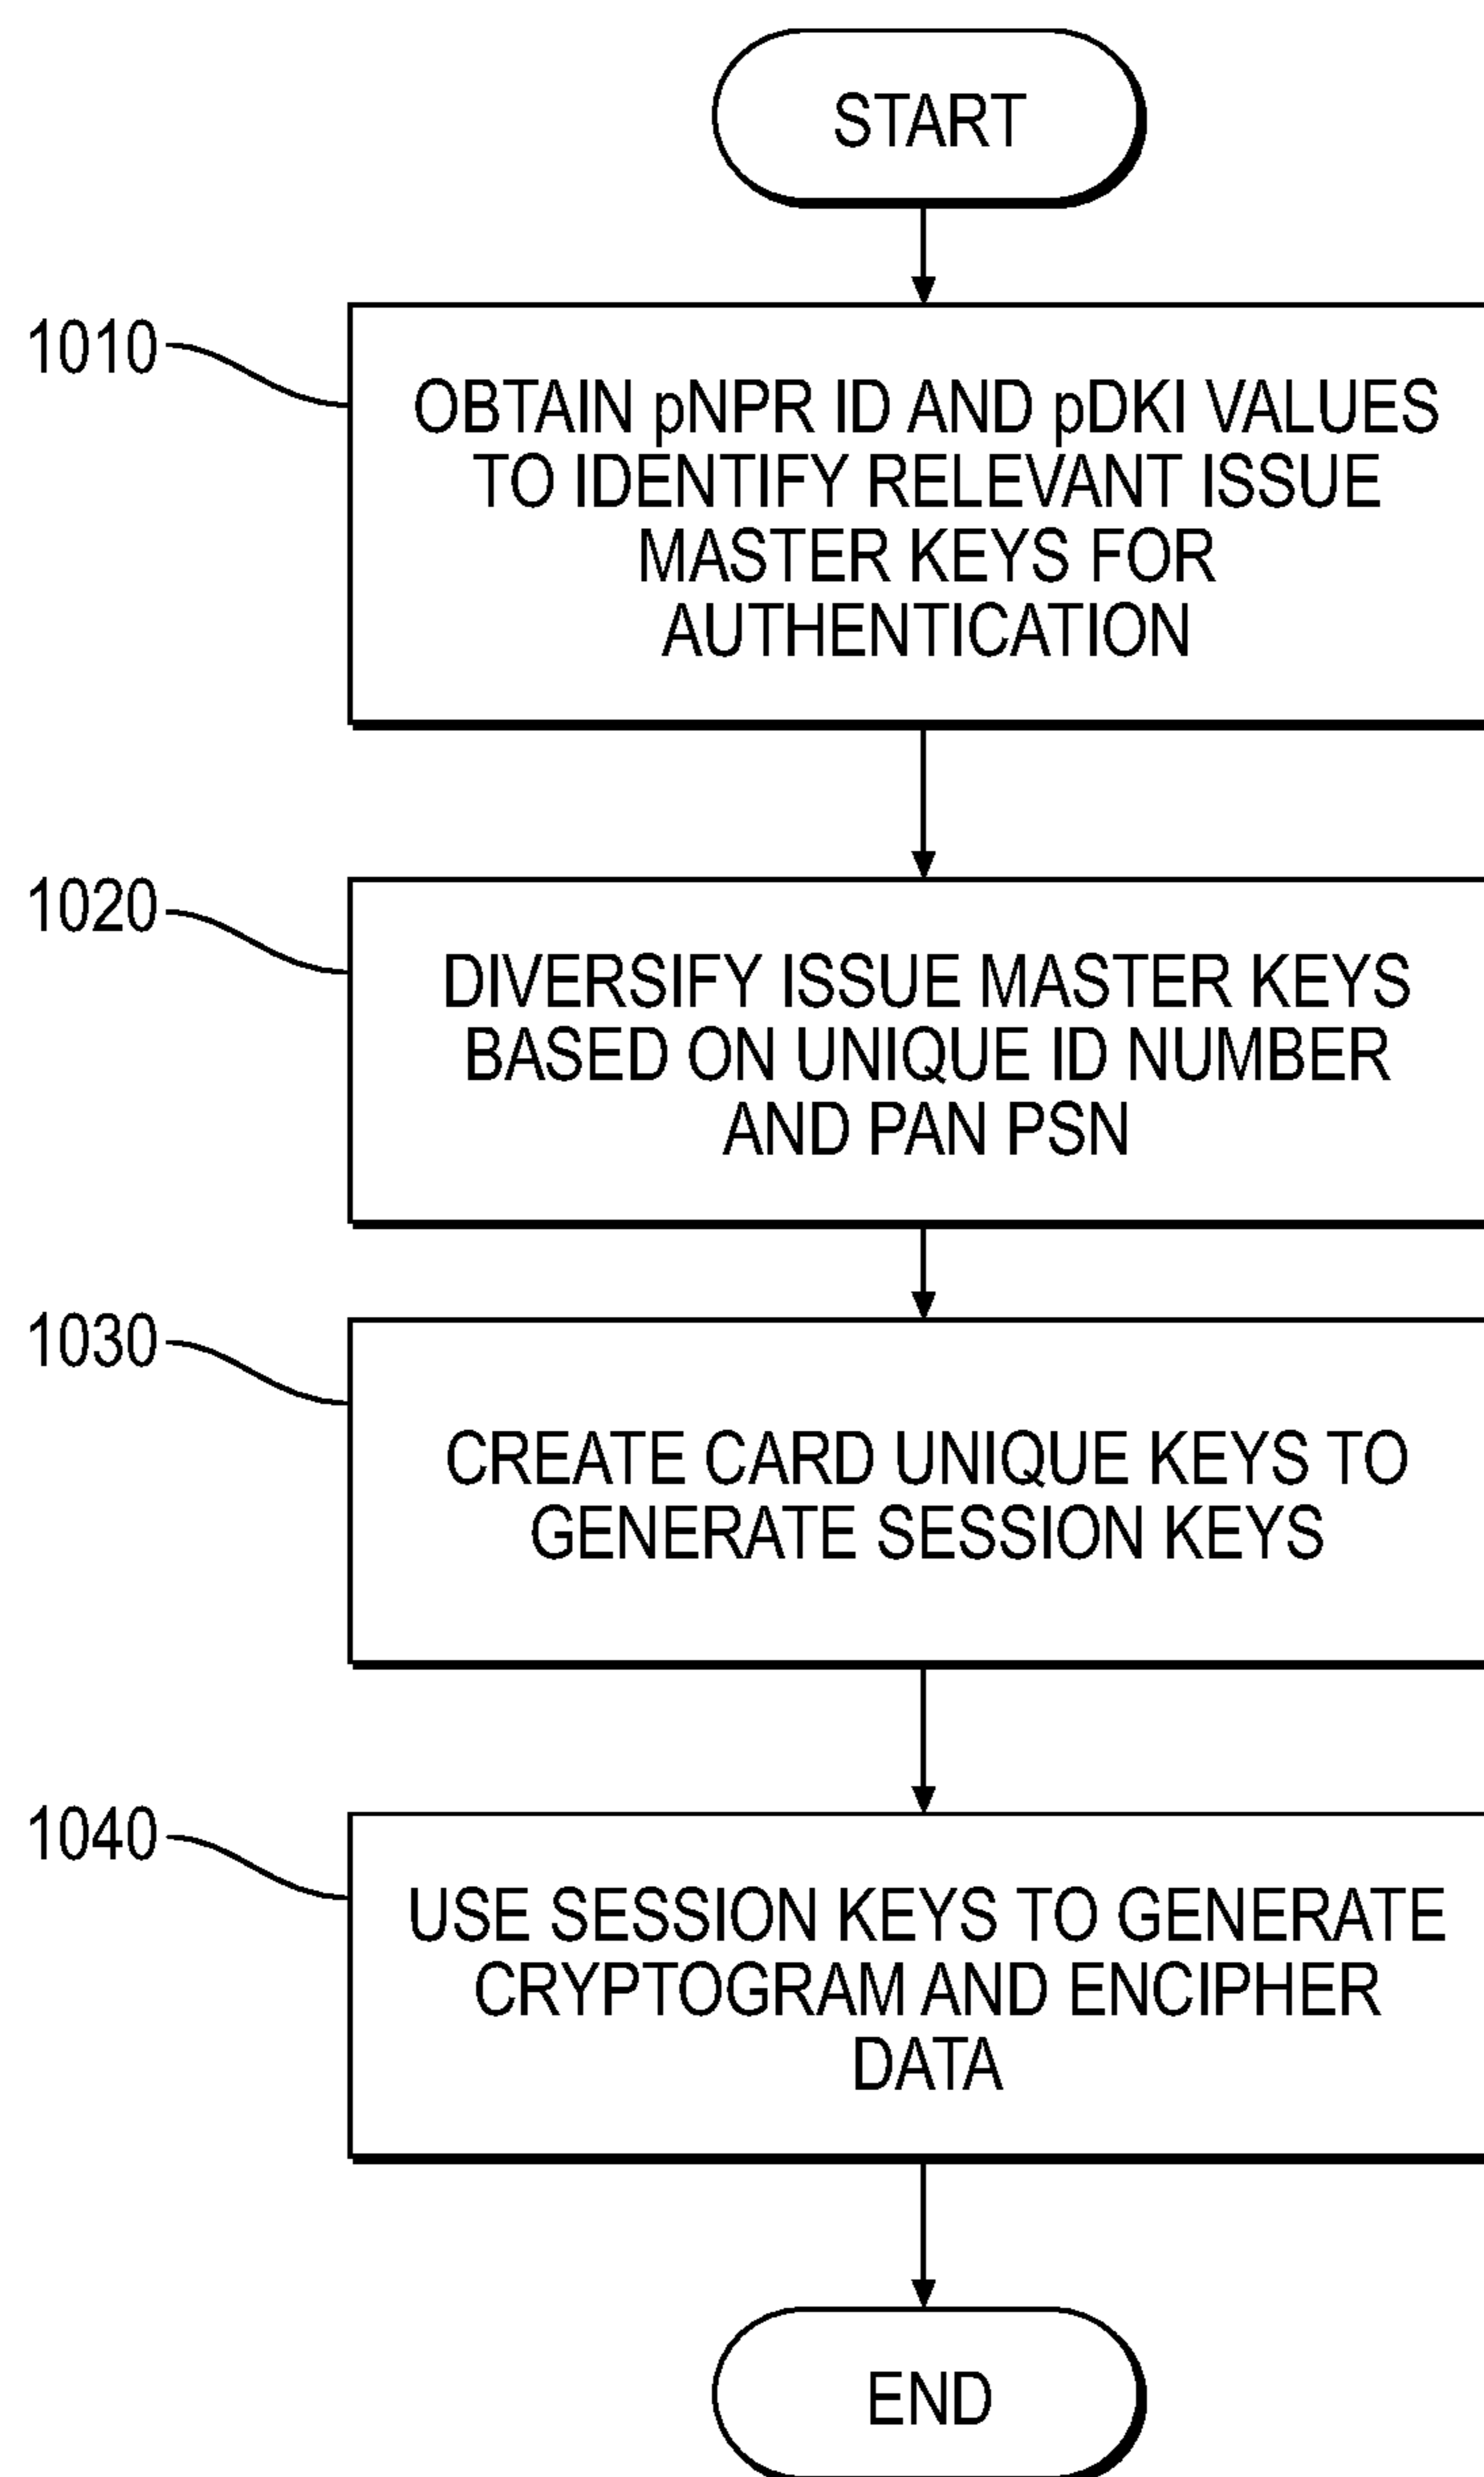 START
1010
OBTAIN pNPR ID AND pDKI VALUES
TO IDENTIFY RELEVANT ISSUE
MASTER KEYS FOR
AUTHENTICATION
1020
DIVERSIFY ISSUE MASTER KEYS
BASED ON UNIQUE ID NUMBER
AND PAN PSN
1030
CREATE CARD UNIQUE KEYS TO
GENERATE SESSION KEYS
1040
USE SESSION KEYS TO GENERATE
CRYPTOGRAM AND ENCIPHER
DATA
END